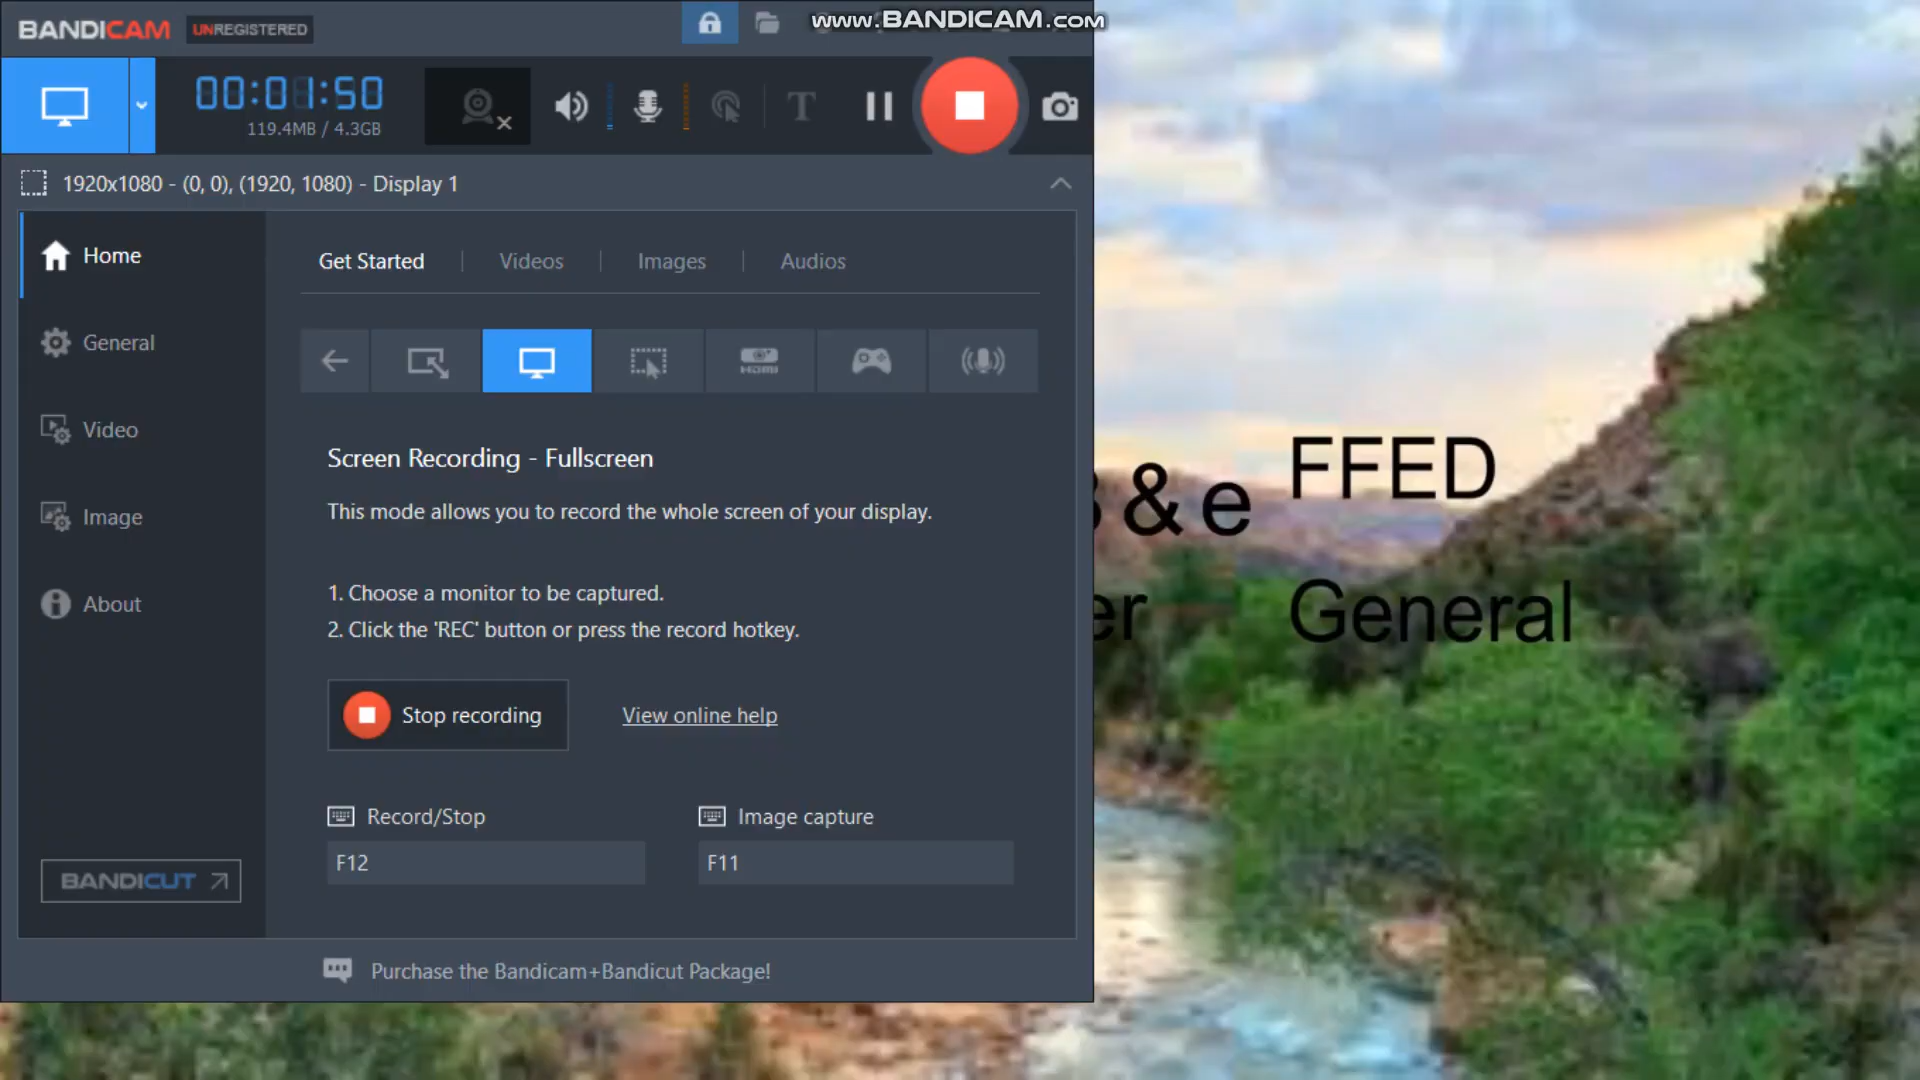 BANDICAM UNREGISTERED
www.BANDICAM.com
00:01:50
119.4MB / 4.3GB
T
1920x1080 - (0, 0), (1920, 1080) - Display 1
Home
General
Video
Image
About
BANDICUT
Get Started
Videos
Images
Audios
HDMI
Screen Recording - Fullscreen
This mode allows you to record the whole screen of your display.
1. Choose a monitor to be captured.
2. Click the 'REC' button or press the record hotkey.
Stop recording
View online help
Record/Stop
F12
Image capture
F11
Purchase the Bandicam+Bandicut Package!
& e
FFED
er
General